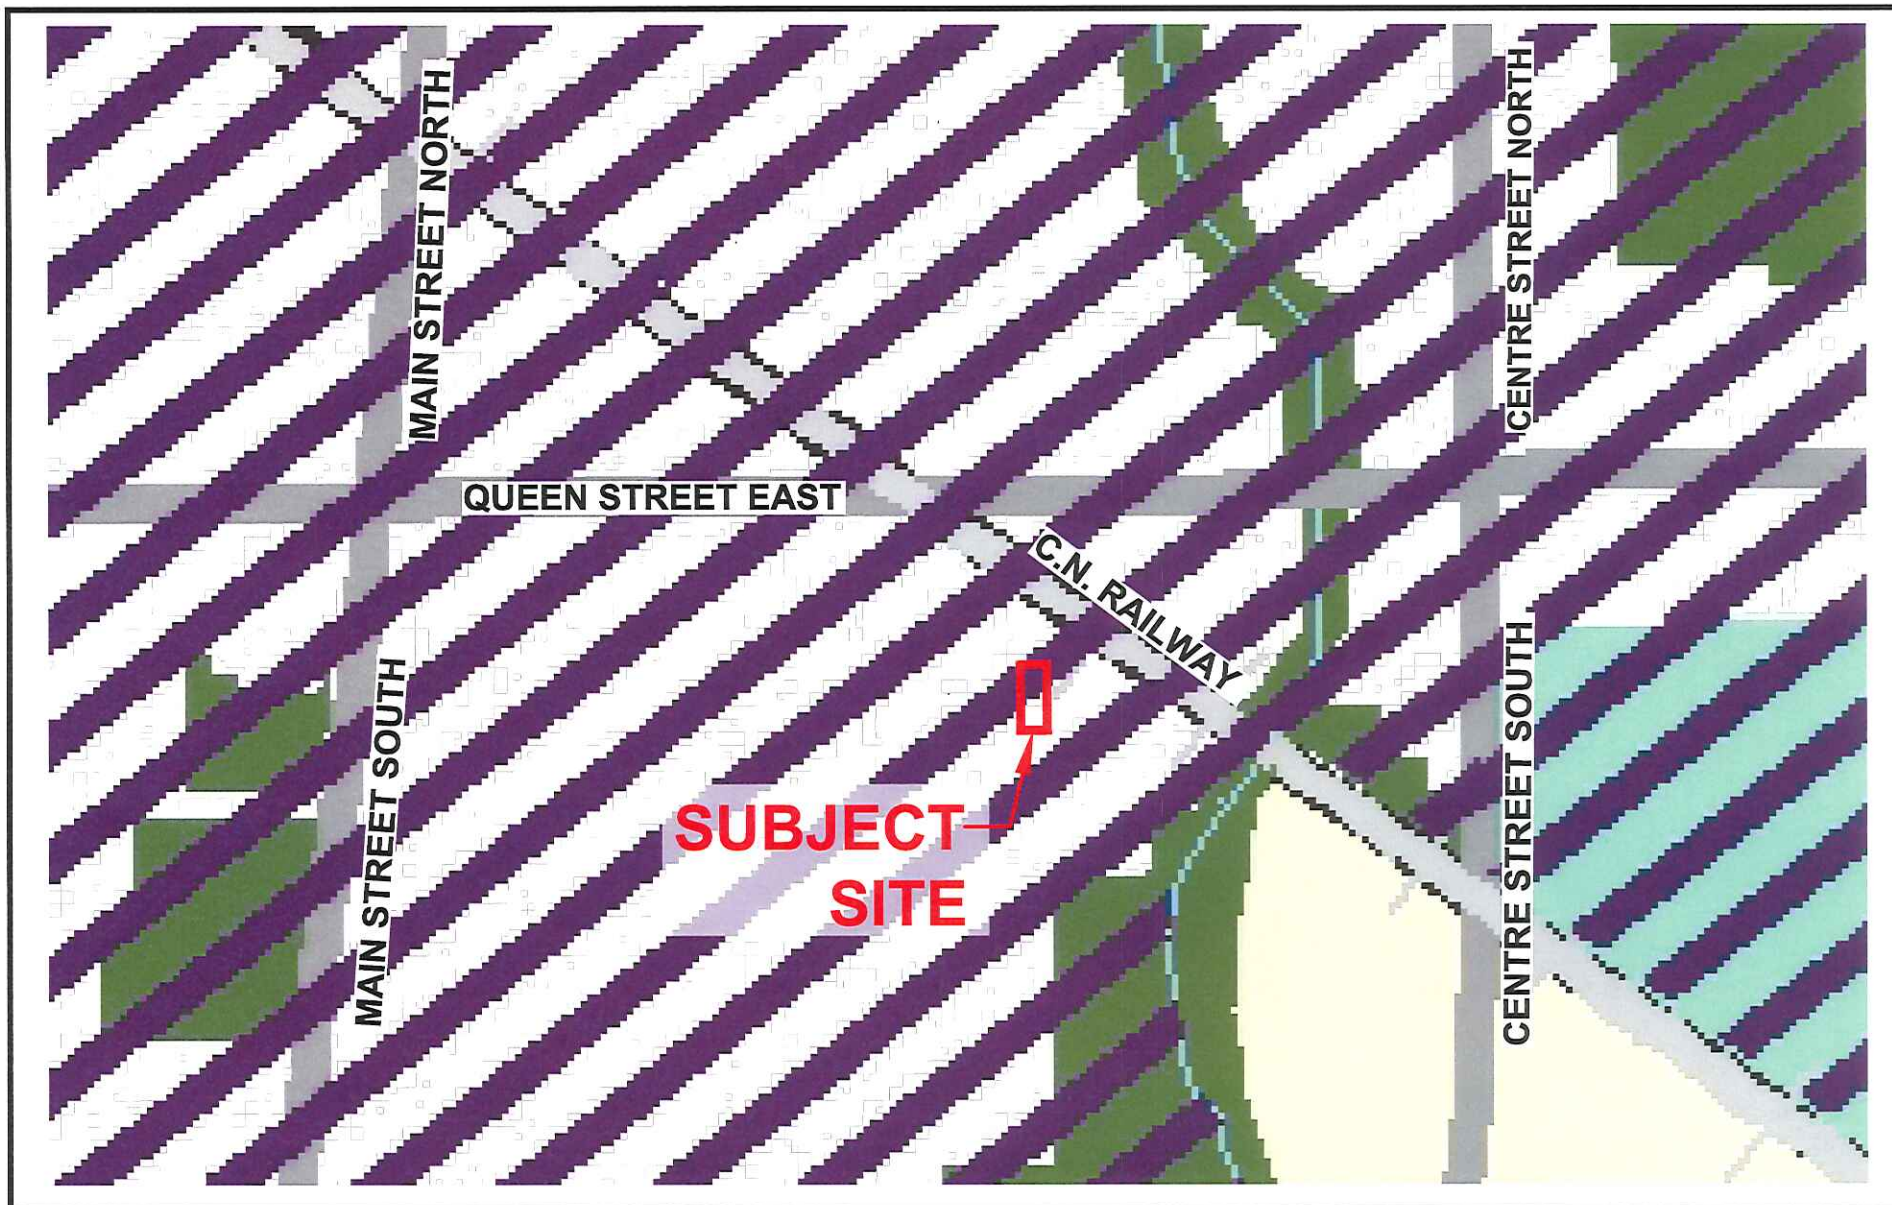 MAIN STREET NORTH
CENTRE STREET NORTH
QUEEN STREET EAST
C.N. RAILWAY
MAIN STREET SOUTH
CENTRE STREET SOUTH
SUBJECT
SITE